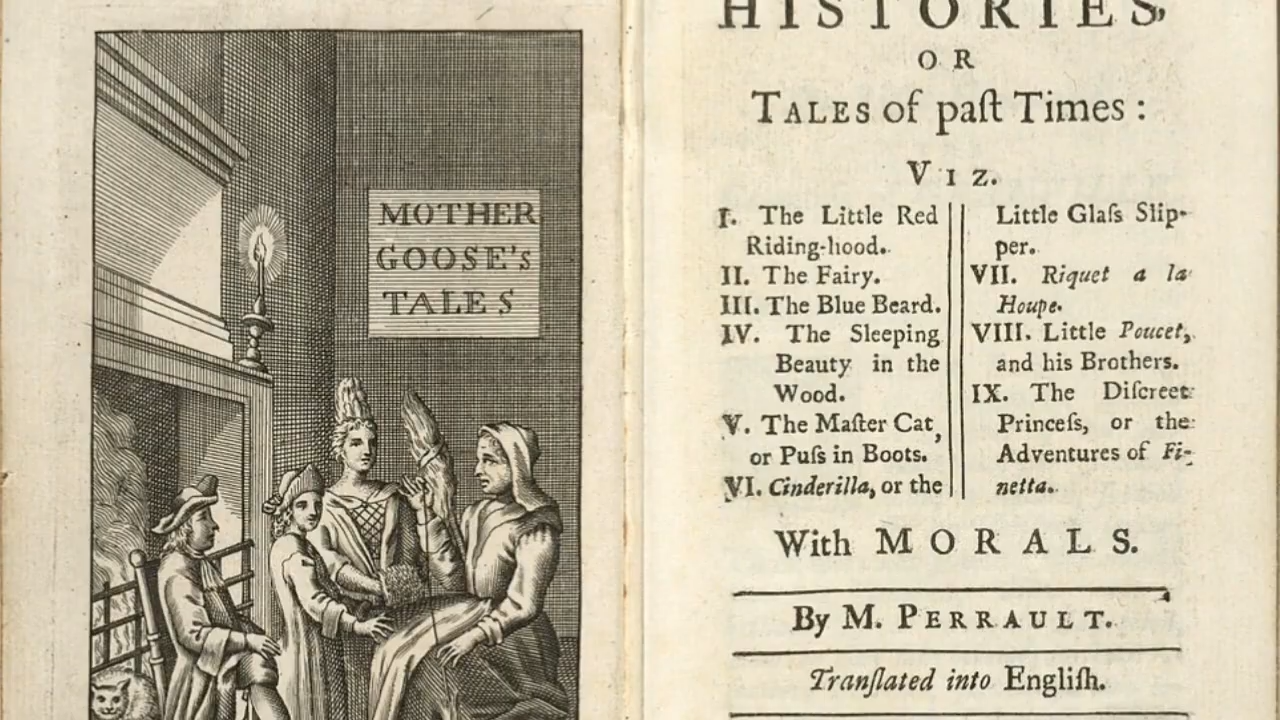 MOTHER
GOOSE's
TALES
HISTORIES,
OR
TALES of paſt Times:
VIZ.
I. The Little Red
Riding-hood.
II. The Fairy.
III. The Blue Beard.
IV. The Sleeping
Beauty in the
Wood.
V. The Maſter Cat,
or Puſs in Boots.
VI. Cinderilla, or the
Little Glaſs Slip-
per.
VII. Riquet a la
Houpe.
VIII. Little Poucet,
and his Brothers.
IX. The Diſcreet
Princeſs, or the
Adventures of Fi-
netta.
With MORALS.
By M. PERRAULT.
Tranſlated into Engliſh.